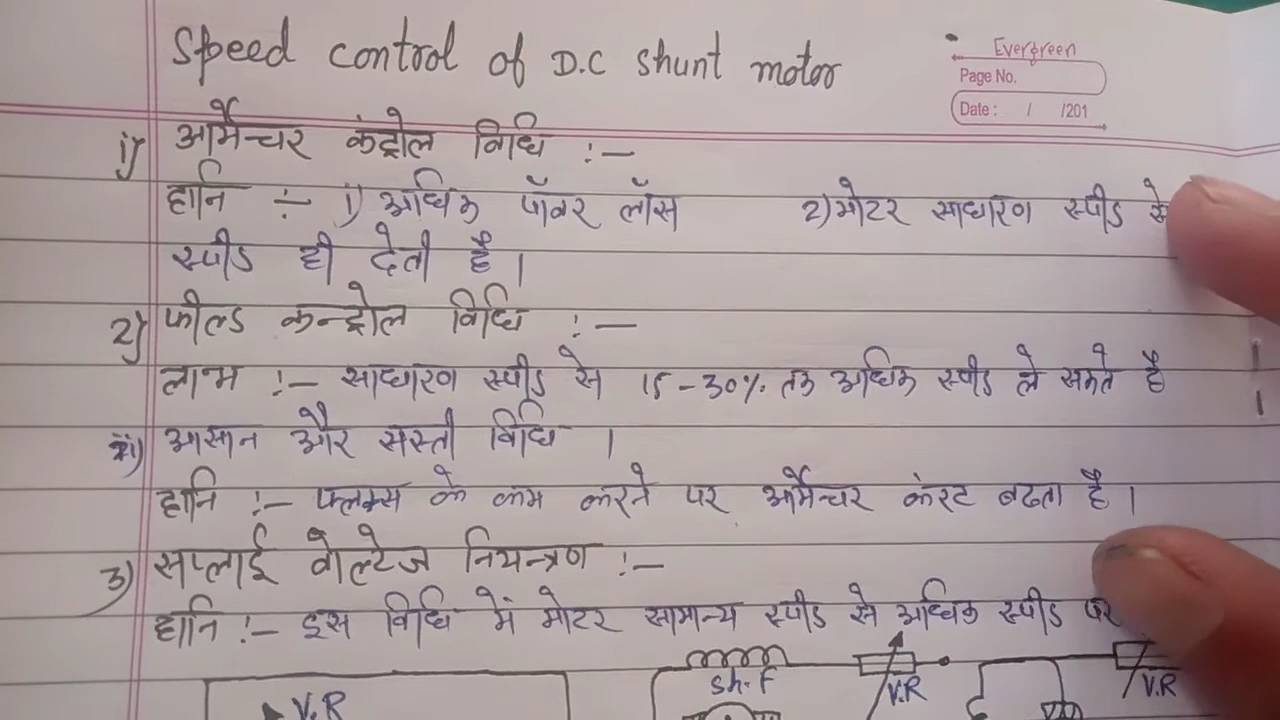 Speed control of D.C shunt motor
Evergreen
Page No.
Date : / /201
i) आर्मेच्चर कंट्रोल विधि :—
हानि :- 1) अधिक पॉवर लॉस 2) मोटर साधारण स्पीड से
स्पीड ही देती है ।
2) फील्ड कन्ट्रोल विधि :—
लाभ :- साधारण स्पीड से 15-30% तक अधिक स्पीड ले सकते है
ii) आसान और सस्ती विधि ।
हानि :- फ्लक्स के कम करने पर आर्मेच्चर करंट बढता है ।
3) सप्लाई वोल्टेज नियन्त्रण :—
हानि :- इस विधि में मोटर सामान्य स्पीड से अधिक स्पीड पर
V.R Sh.f V.R V.R